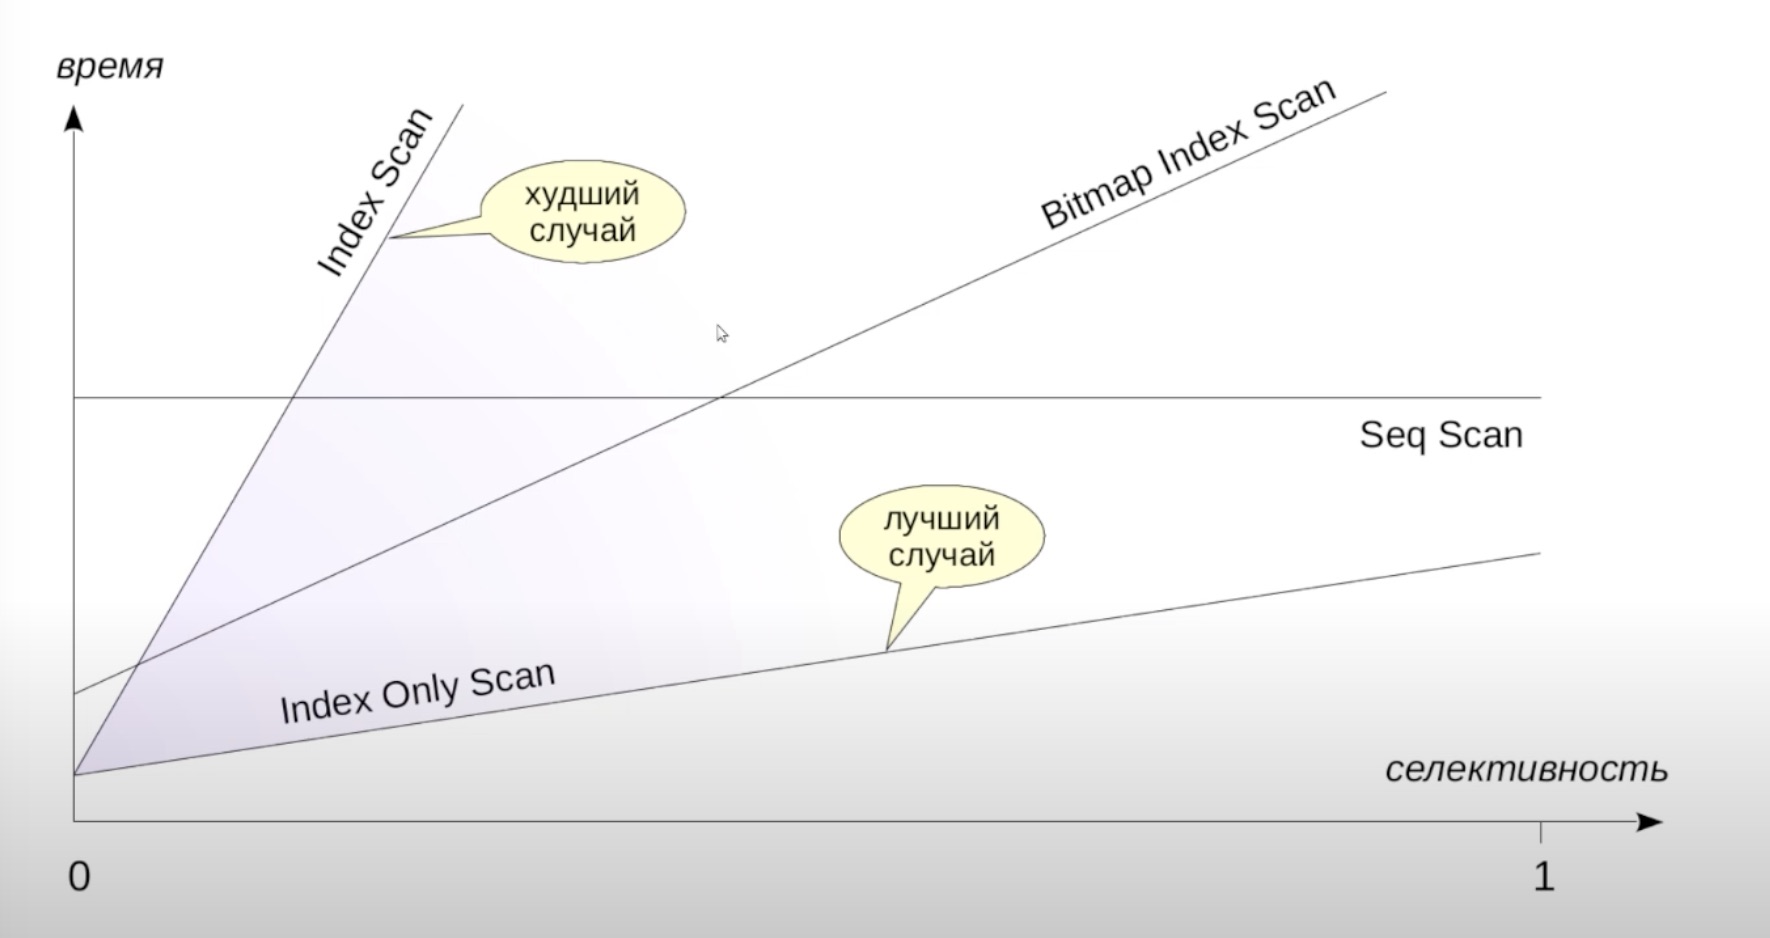 время
Index Scan
худший
случай
Bitmap Index Scan
Seq Scan
лучший
случай
Index Only Scan
селективность
0
1